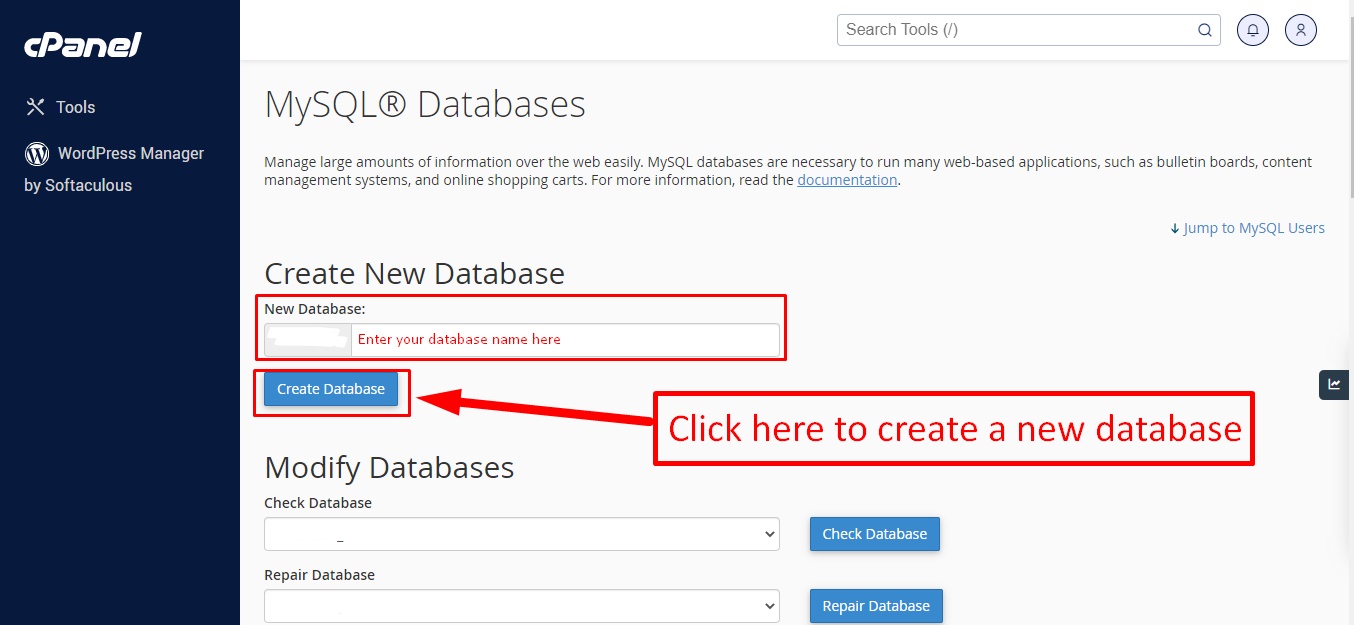 cPanel
Search Tools (/)
Tools
WordPress Manager
by Softaculous
MySQL® Databases
Manage large amounts of information over the web easily. MySQL databases are necessary to run many web-based applications, such as bulletin boards, content
management systems, and online shopping carts. For more information, read the documentation.
Jump to MySQL Users
Create New Database
New Database:
Enter your database name here
Create Database
Click here to create a new database
Modify Databases
Check Database
_
Check Database
Repair Database
Repair Database